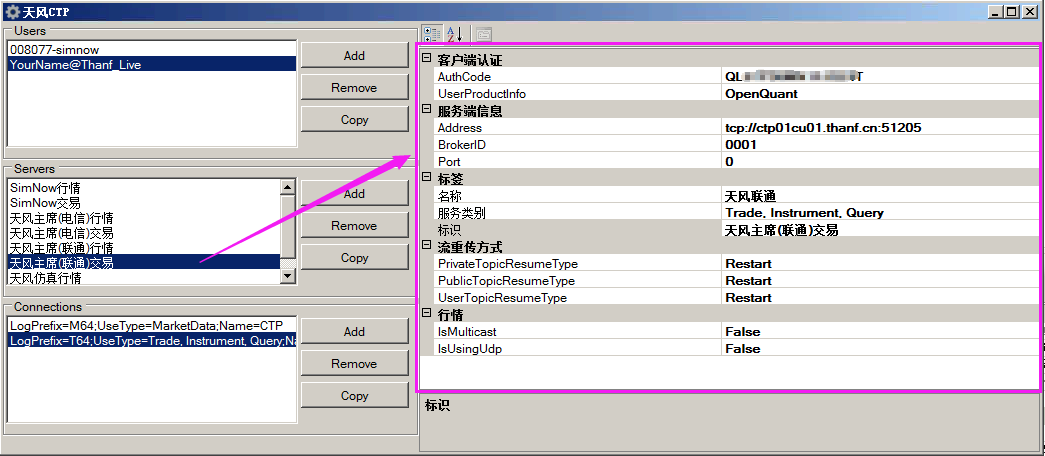 天风CTP
Users
008077-simnow
YourName@Thanf_Live
Add
Remove
Copy
Servers
SimNow行情
SimNow交易
天风主席(电信)行情
天风主席(电信)交易
天风主席(联通)行情
天风主席(联通)交易
天风仿真行情
Add
Remove
Copy
Connections
LogPrefix=M64;UseType=MarketData;Name=CTP
LogPrefix=T64;UseType=Trade, Instrument, Query;Na
Add
Remove
Copy
客户端认证
AuthCode QL
UserProductInfo OpenQuant
服务端信息
Address tcp://ctp01cu01.thanf.cn:51205
BrokerID 0001
Port 0
标签
名称 天风联通
服务类别 Trade, Instrument, Query
标识 天风主席(联通)交易
流重传方式
PrivateTopicResumeType Restart
PublicTopicResumeType Restart
UserTopicResumeType Restart
行情
IsMulticast False
IsUsingUdp False
标识